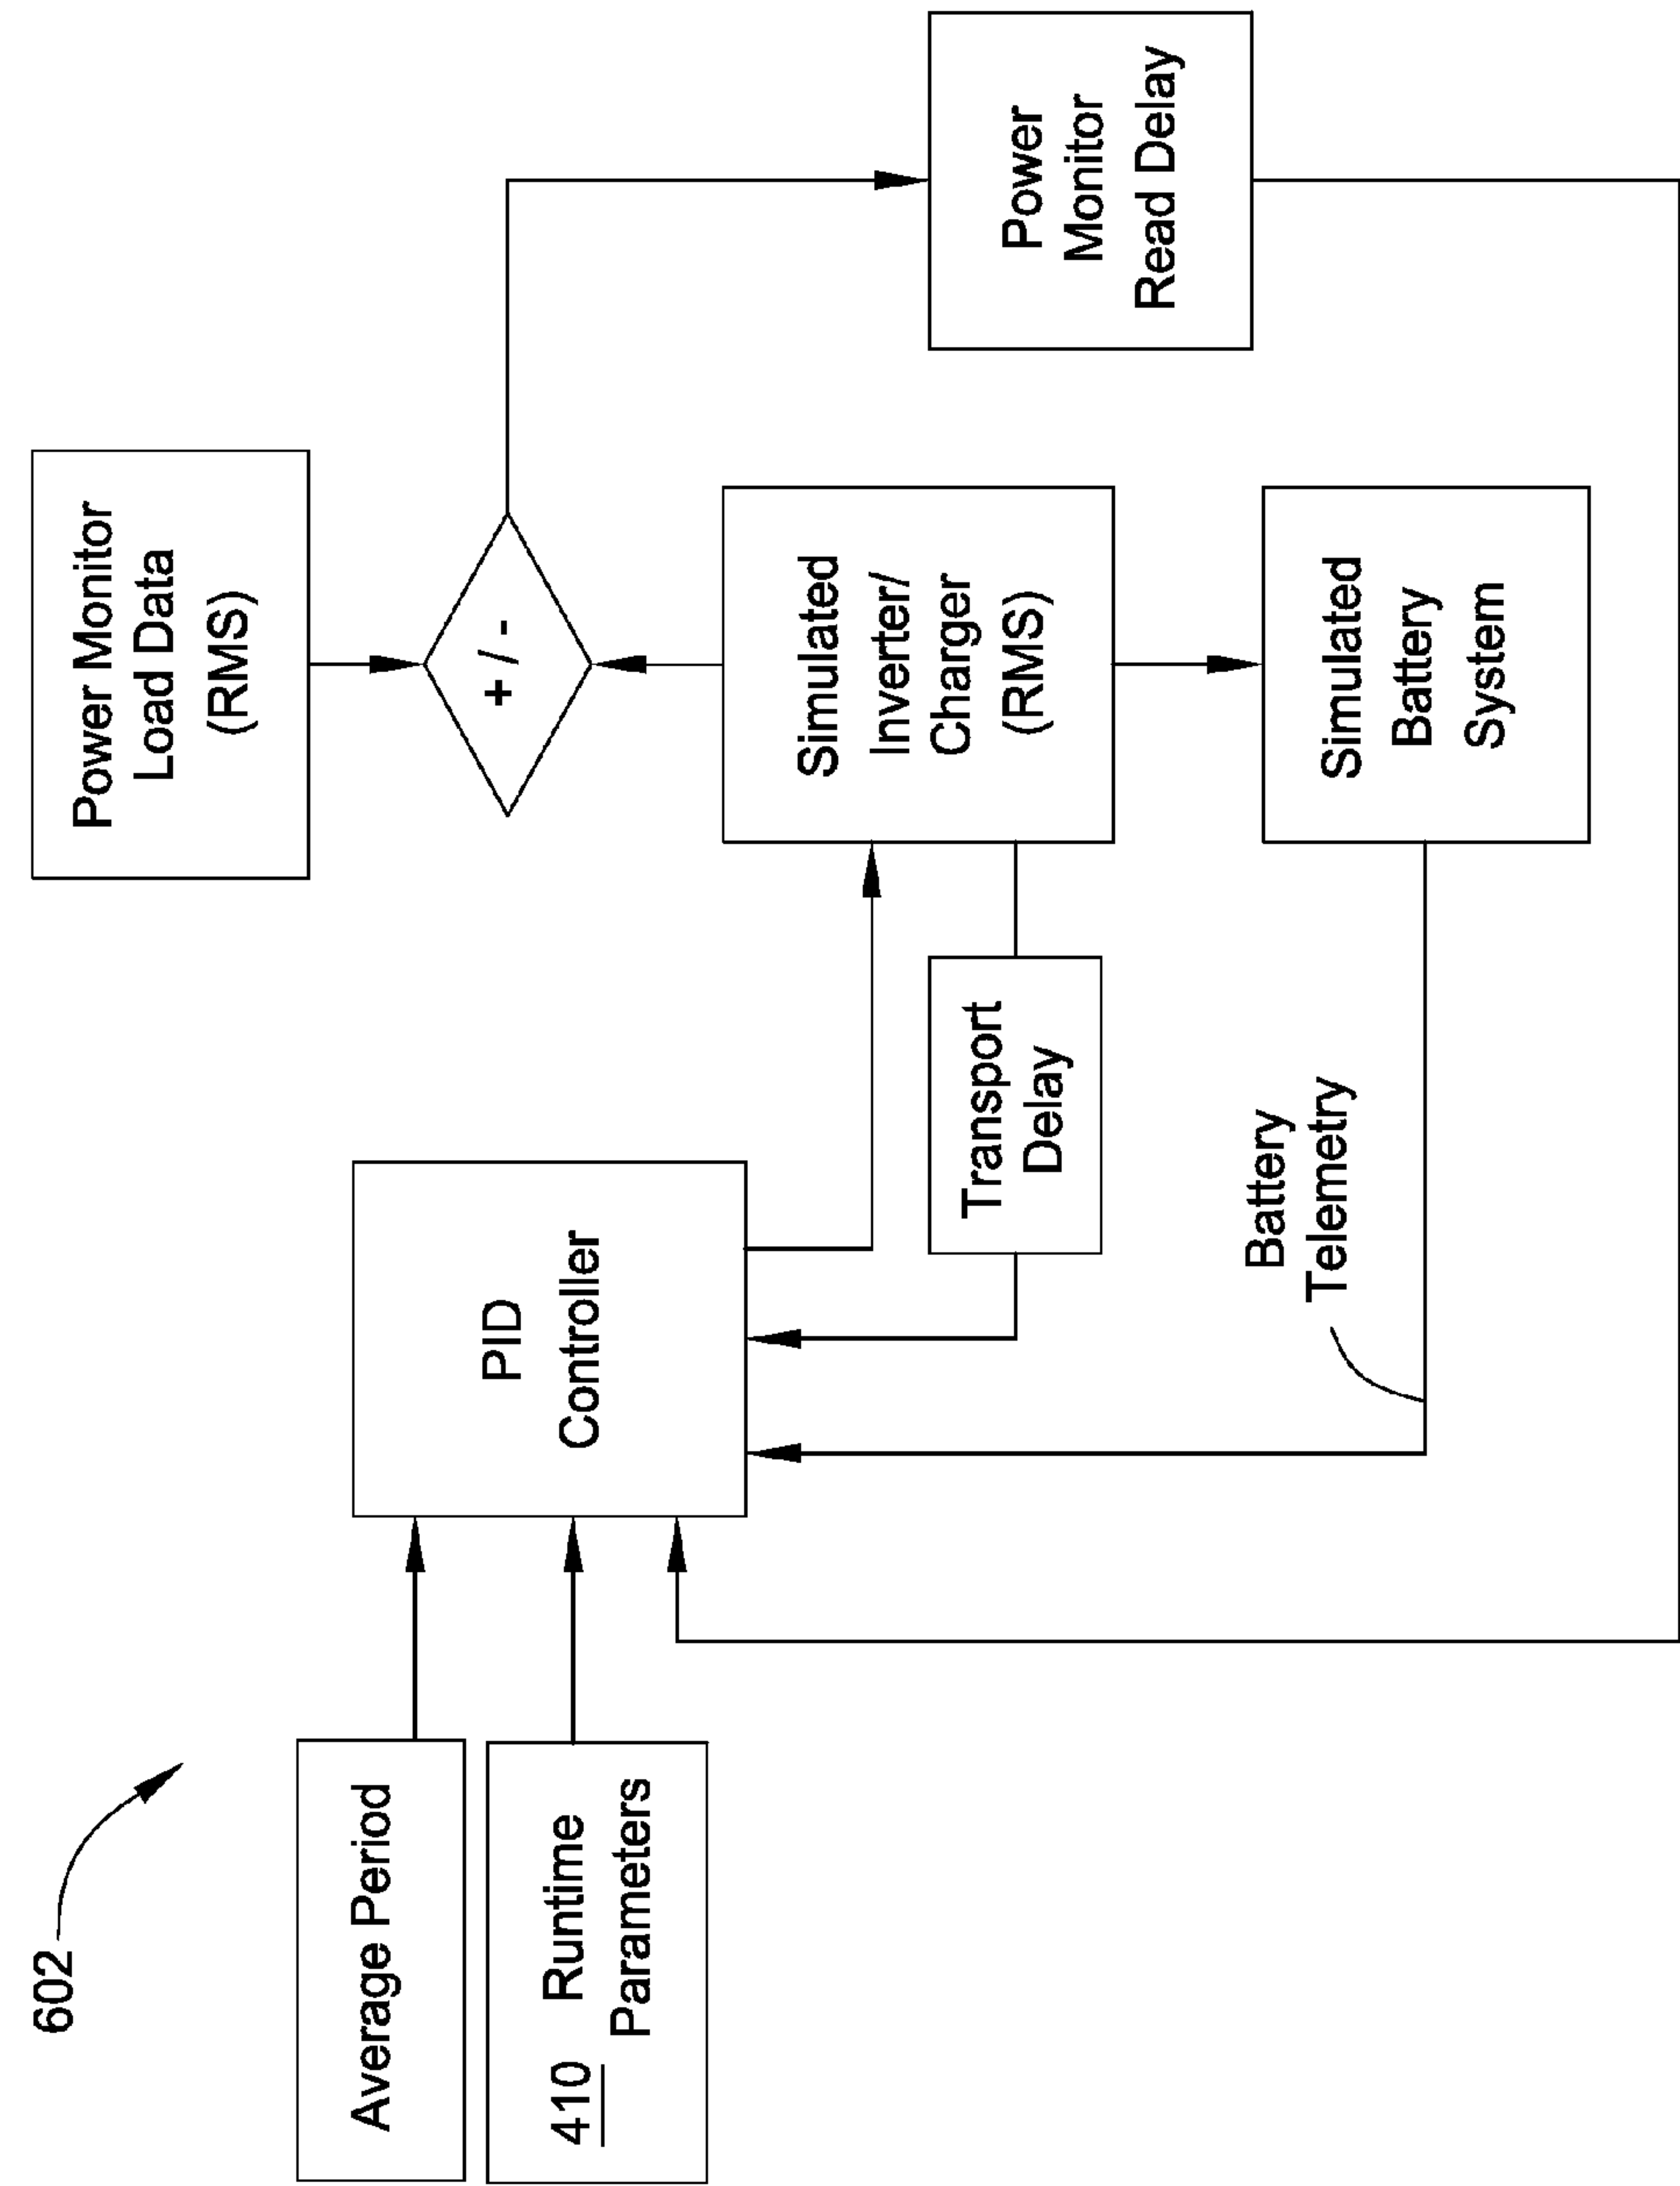 602
Average Period
410 Runtime
Parameters
PID
Controller
Power Monitor
Load Data
(RMS)
+ / -
Simulated
Inverter/
Charger
(RMS)
Transport
Delay
Battery
Telemetry
Simulated
Battery
System
Power
Monitor
Read Delay